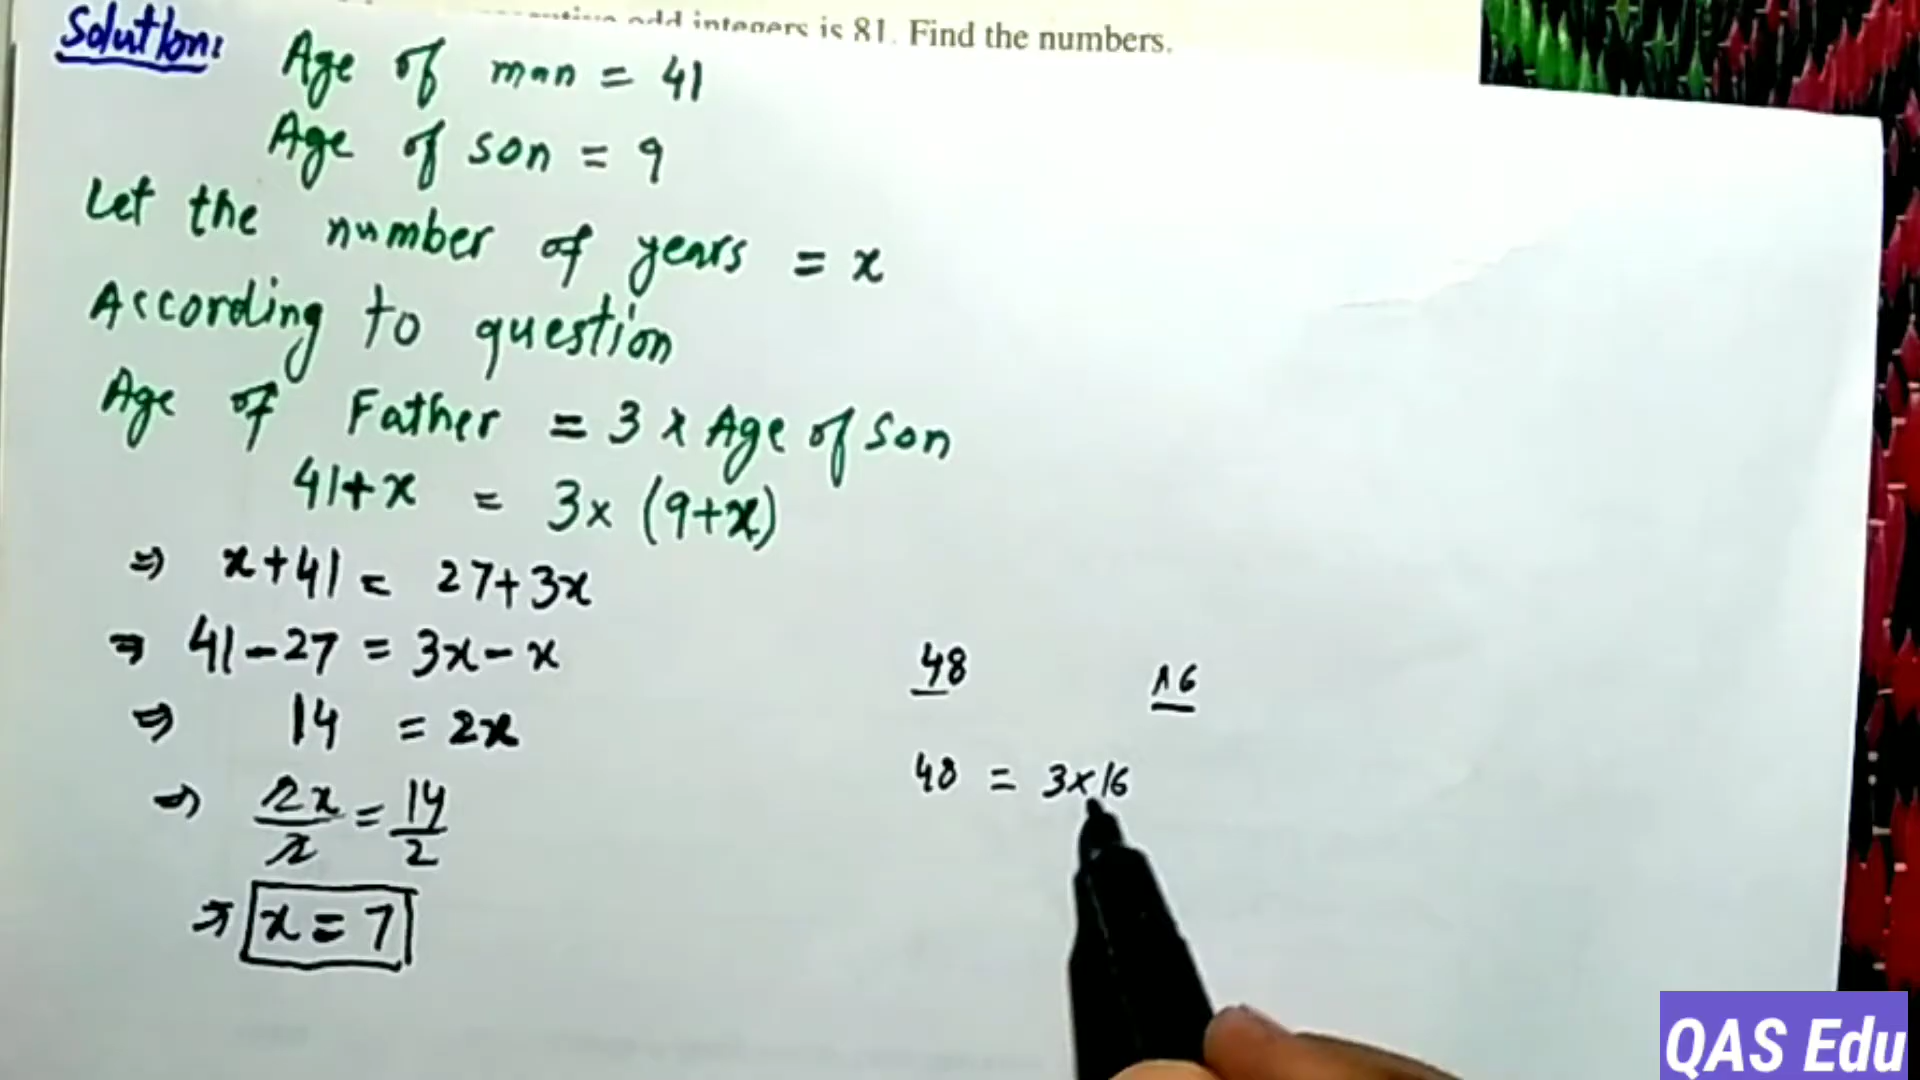 odd integers is 81. Find the numbers.
Solution:
Age of man = 41
Age of son = 9
Let the number of years = x
According to question
Age of Father = 3 x Age of son
41+x = 3x (9+x)
⇒ x+41 = 27+3x
⇒ 41-27 = 3x-x
⇒ 14 = 2x
⇒ 2x/2 = 14/2
⇒ x = 7
48 16
48 = 3x16
QAS Edu